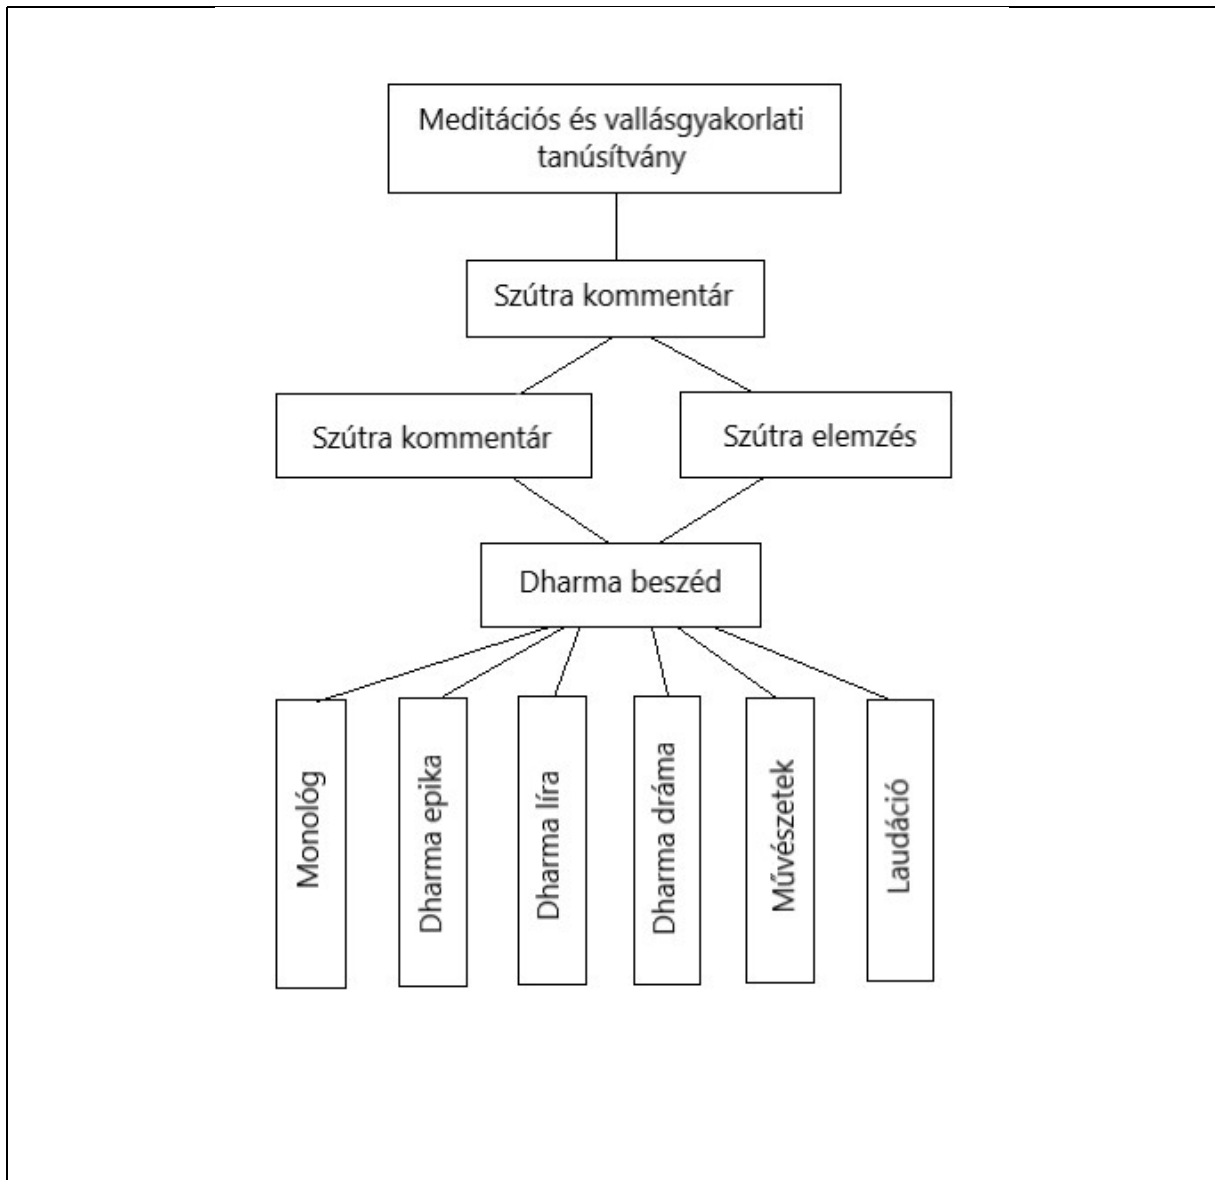 Meditációs és vallásgyakorlati
tanúsítvány
Szútra kommentár
Szútra kommentár
Szútra elemzés
Dharma beszéd
Monológ
Dharma epika
Dharma líra
Dharma dráma
Művészetek
Laudáció